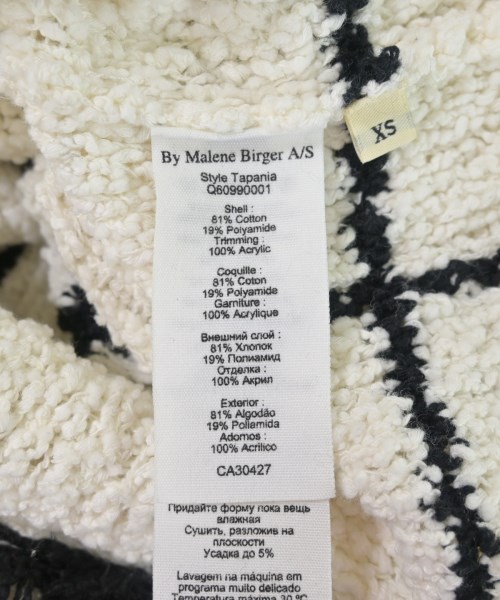 XS
By Malene Birger A/S
Style Tapania
Q60990001
Shell :
81% Cotton
19% Polyamide
Trimming :
100% Acrylic
Coquille :
81% Coton
19% Polyamide
Garniture :
100% Acrylique
Внешний слой :
81% Хлопок
19% Полиамид
Отделка :
100% Акрил
Exterior :
81% Algodão
19% Poliamida
Adornos :
100% Acrílico
CA30427
Придайте форму пока вещь
влажная
Сушить, разложив на
плоскости
Усадка до 5%
Lavagem na máquina em
programa muito delicado
Temperatura máxima 30 ºC